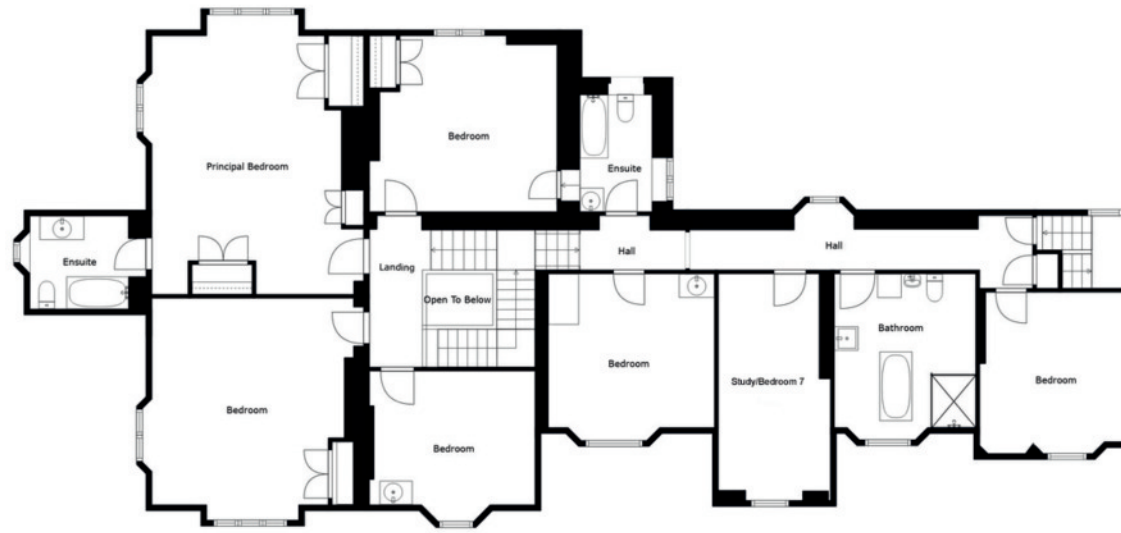 Bedroom
Principal Bedroom
Ensuite
Hall
Hall
Ensuite
Landing
Open To Below
Bathroom
Bedroom
Study/Bedroom 7
Bedroom
Bedroom
Bedroom